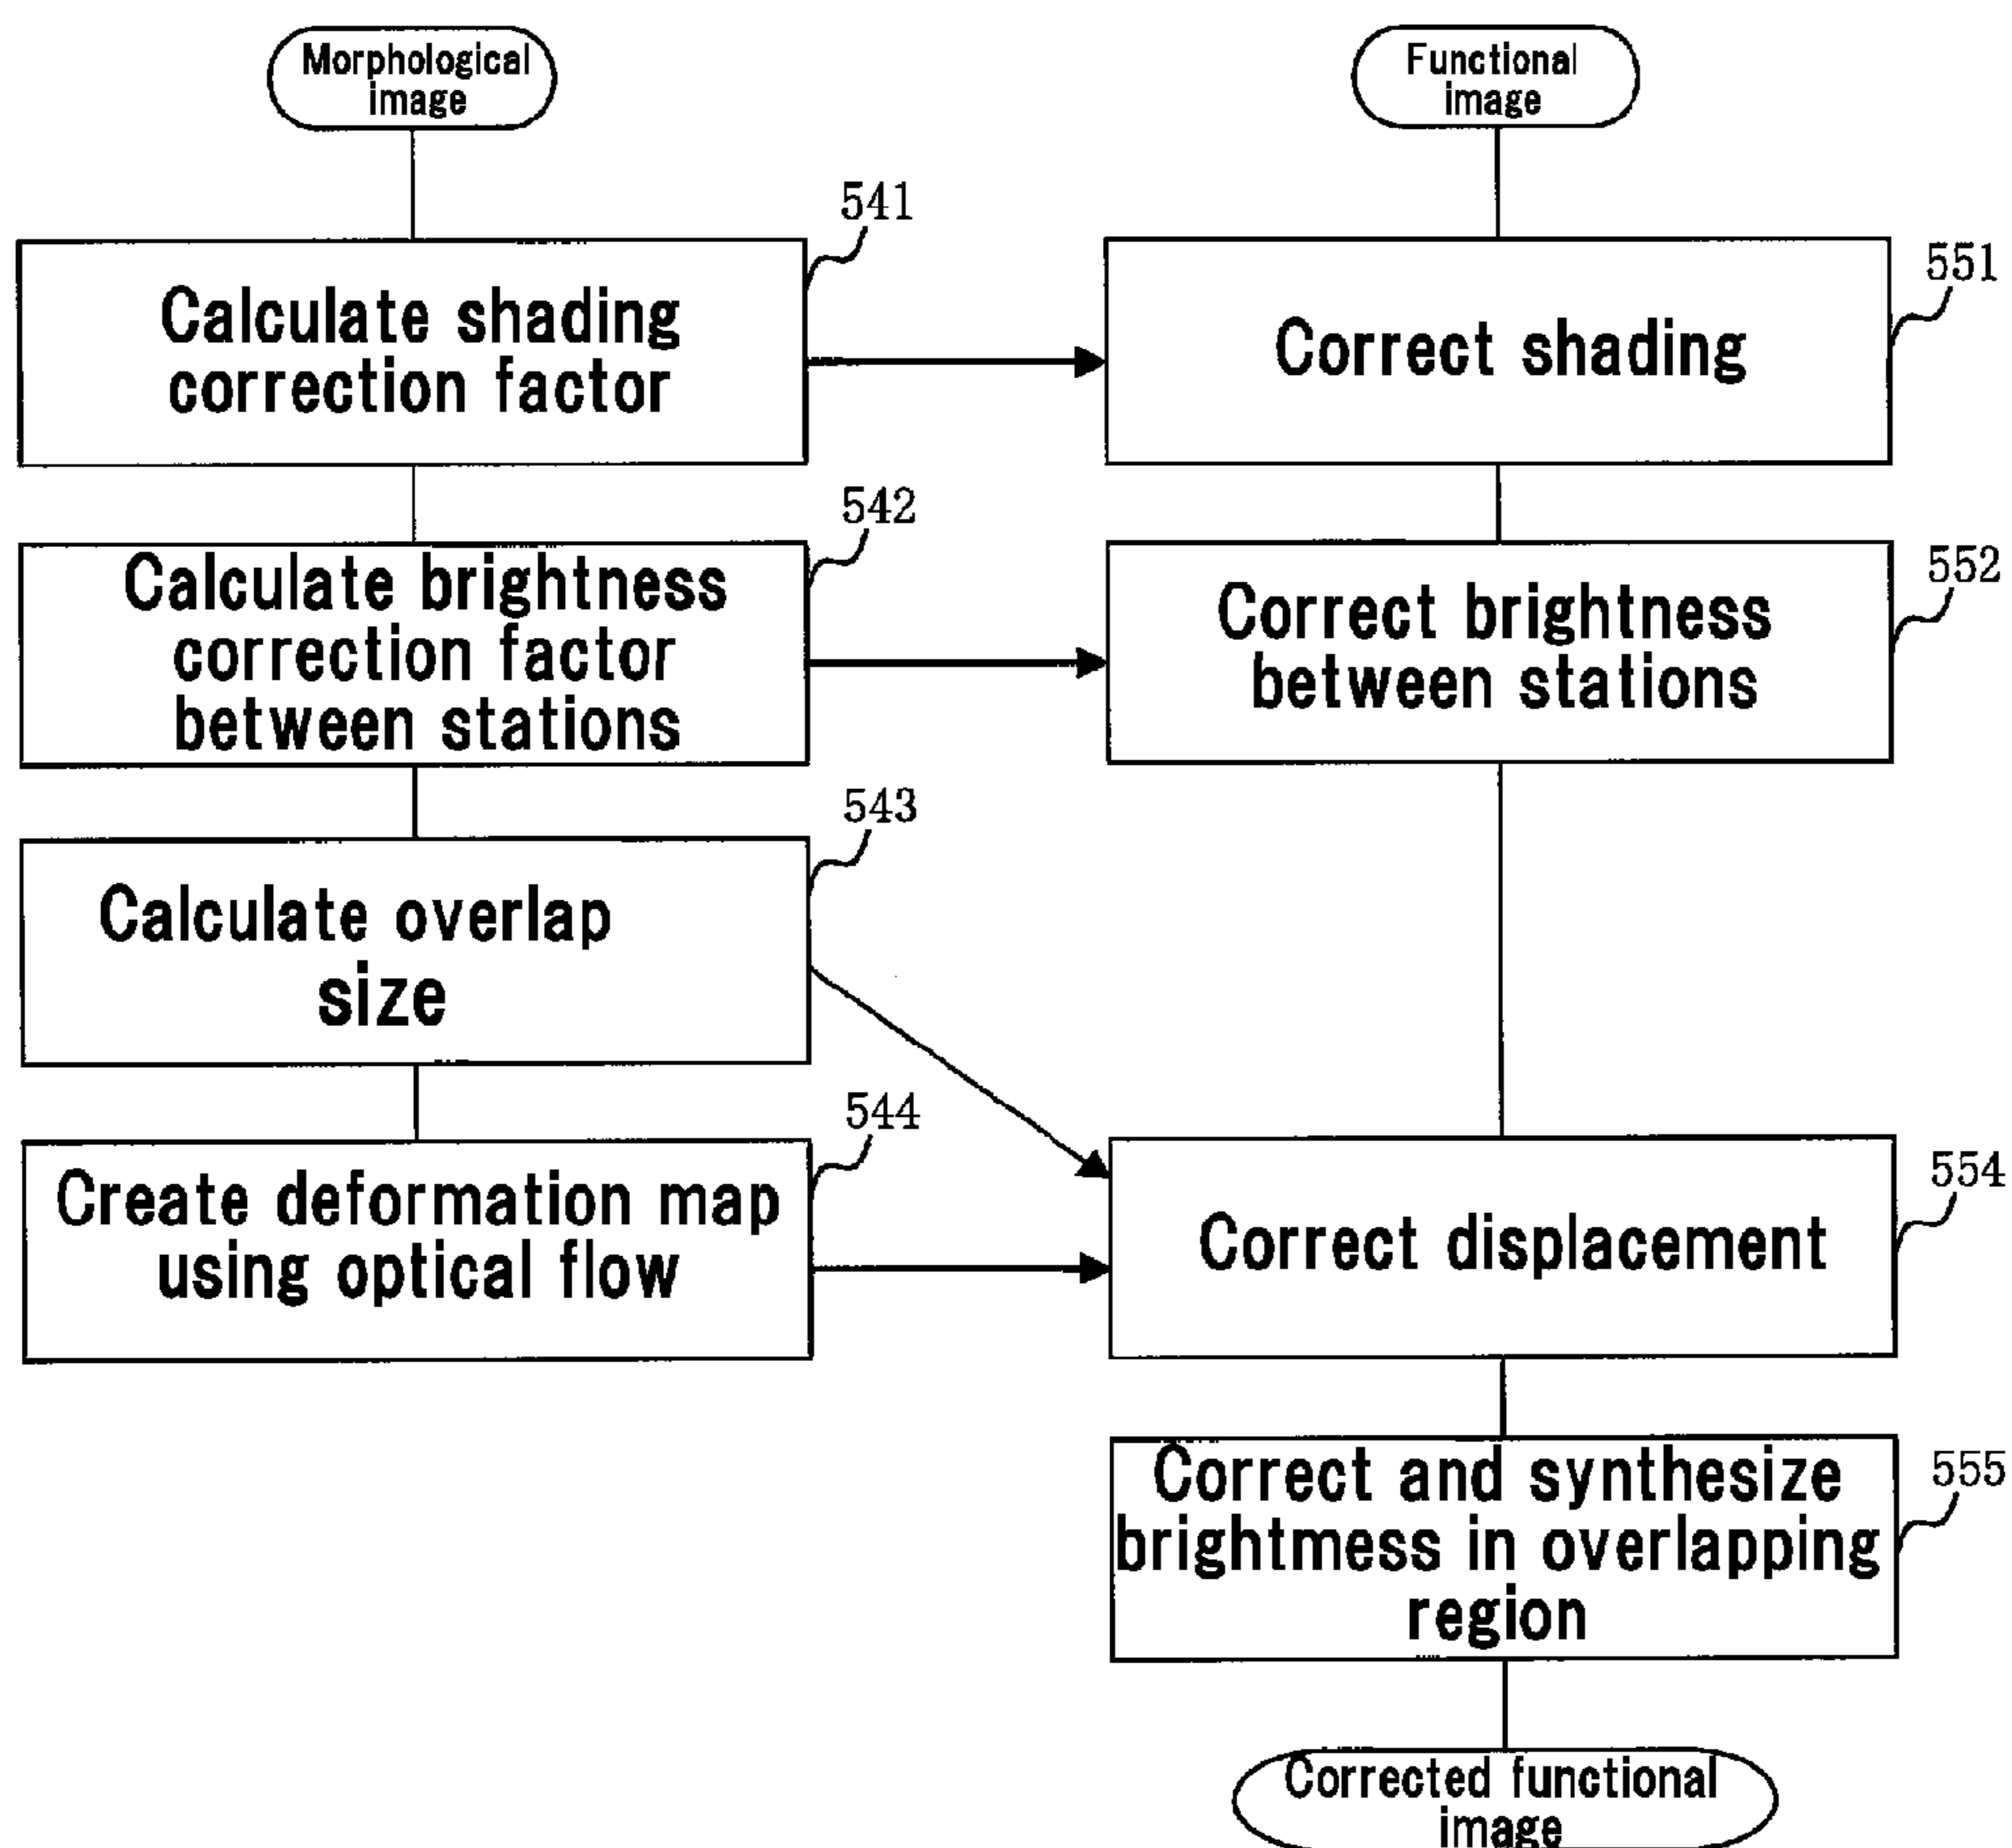 Morphological
image
Functional
image
541
Calculate shading
correction factor
551
Correct shading
542
Calculate brightness
correction factor
between stations
552
Correct brightness
between stations
543
Calculate overlap
size
544
Create deformation map
using optical flow
554
Correct displacement
555
Correct and synthesize
brightmess in overlapping
region
Corrected functional
image